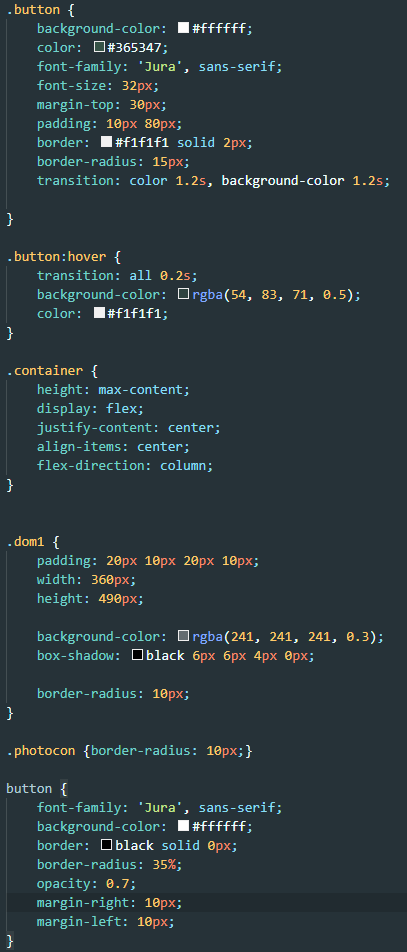 .button {
    background-color: #ffffff;
    color: #365347;
    font-family: 'Jura', sans-serif;
    font-size: 32px;
    margin-top: 30px;
    padding: 10px 80px;
    border: #f1f1f1 solid 2px;
    border-radius: 15px;
    transition: color 1.2s, background-color 1.2s;
}
.button:hover {
    transition: all 0.2s;
    background-color: rgba(54, 83, 71, 0.5);
    color: #f1f1f1;
}
.container {
    height: max-content;
    display: flex;
    justify-content: center;
    align-items: center;
    flex-direction: column;
}
.dom1 {
    padding: 20px 10px 20px 10px;
    width: 360px;
    height: 490px;
    background-color: rgba(241, 241, 241, 0.3);
    box-shadow: black 6px 6px 4px 0px;
    border-radius: 10px;
}
.photocon {border-radius: 10px;}
button {
    font-family: 'Jura', sans-serif;
    background-color: #ffffff;
    border: black solid 0px;
    border-radius: 35%;
    opacity: 0.7;
    margin-right: 10px;
    margin-left: 10px;
}